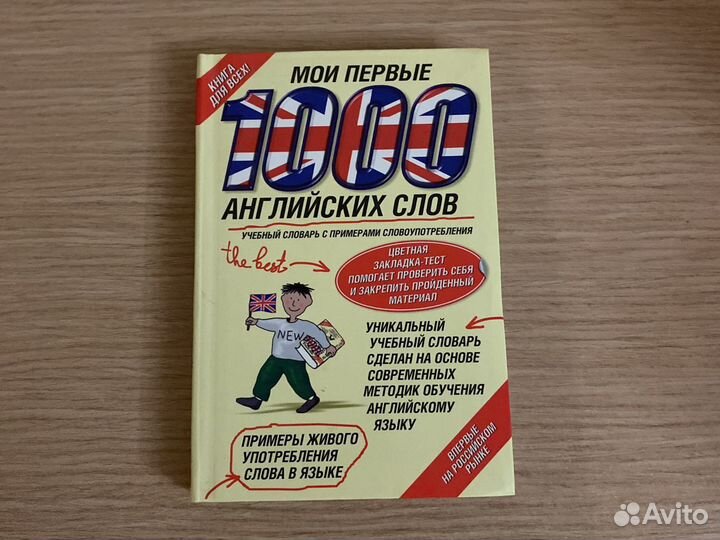 КНИГА
ДЛЯ ВСЕХ!
МОИ ПЕРВЫЕ
1000
АНГЛИЙСКИХ СЛОВ
УЧЕБНЫЙ СЛОВАРЬ С ПРИМЕРАМИ СЛОВОУПОТРЕБЛЕНИЯ
the best
ЦВЕТНАЯ
ЗАКЛАДКА-ТЕСТ
ПОМОГАЕТ ПРОВЕРИТЬ СЕБЯ
И ЗАКРЕПИТЬ ПРОЙДЕННЫЙ
МАТЕРИАЛ
NEW
УНИКАЛЬНЫЙ
УЧЕБНЫЙ СЛОВАРЬ
СДЕЛАН НА ОСНОВЕ
СОВРЕМЕННЫХ
МЕТОДИК ОБУЧЕНИЯ
АНГЛИЙСКОМУ
ЯЗЫКУ
ПРИМЕРЫ ЖИВОГО
УПОТРЕБЛЕНИЯ
СЛОВА В ЯЗЫКЕ
ВПЕРВЫЕ
НА РОССИЙСКОМ
РЫНКЕ
Avito